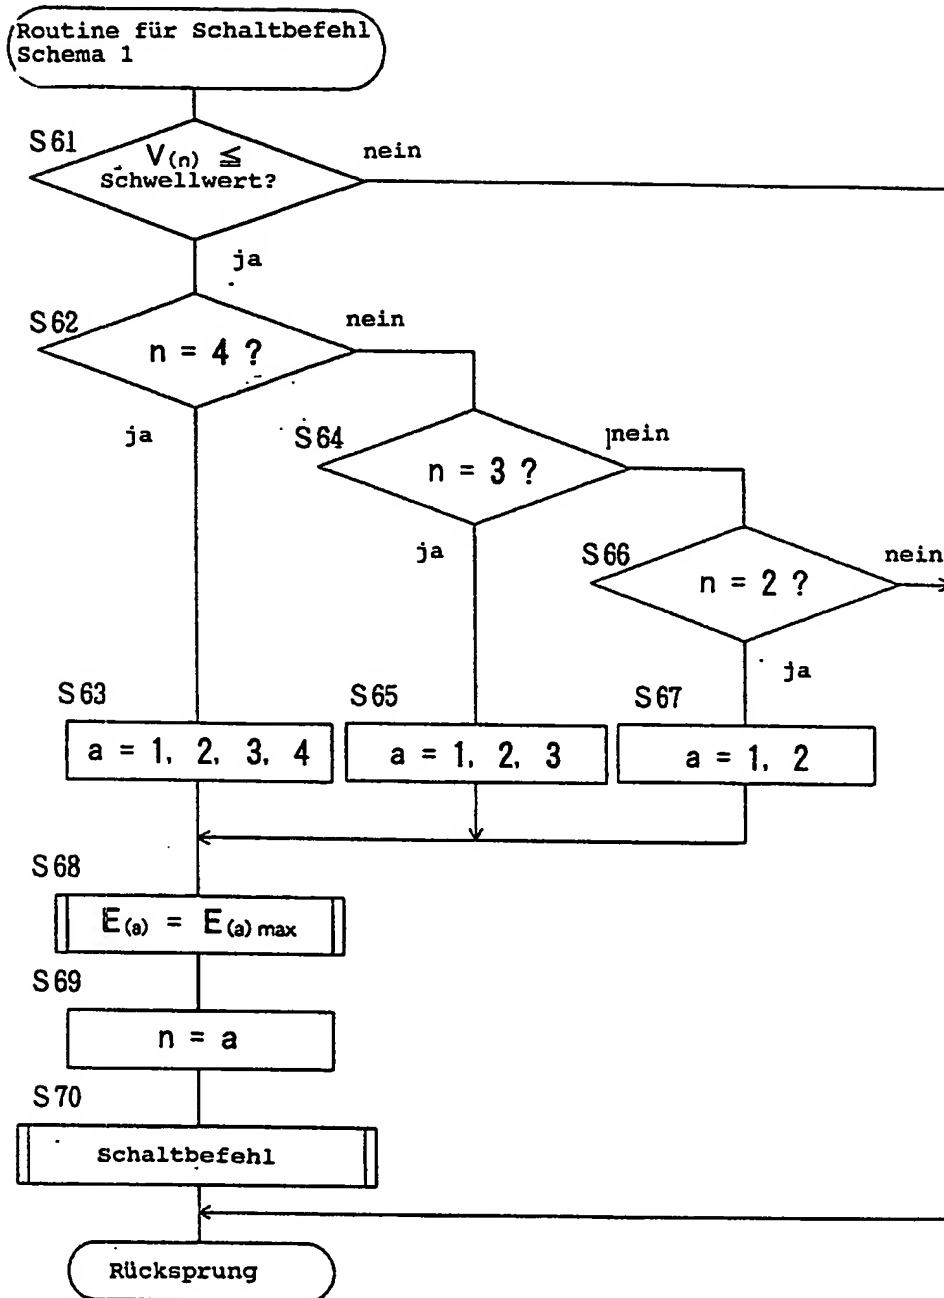 Routine für Schaltbefehl
Schema 1
S61
V(n) ≦
Schwellwert?
nein
ja
S62
n = 4 ?
nein
ja
S64
n = 3 ?
nein
ja
S66
n = 2 ?
nein
ja
S63
a = 1, 2, 3, 4
S65
a = 1, 2, 3
S67
a = 1, 2
S68
E(a) = E(a) max
S69
n = a
S70
Schaltbefehl
Rücksprung